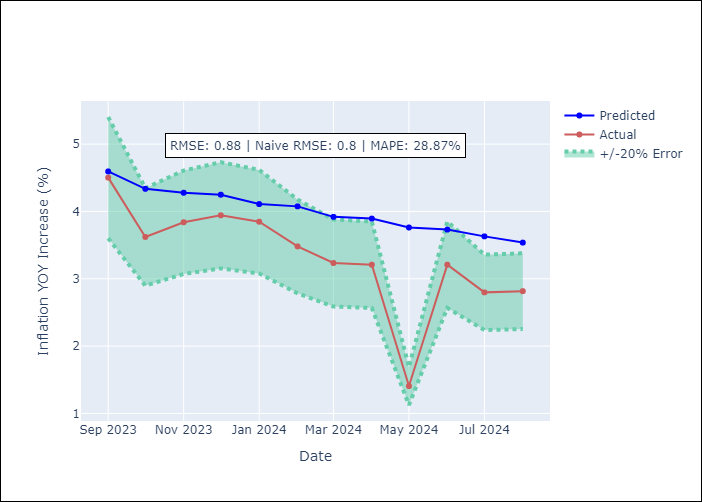 RMSE: 0.88 | Naive RMSE: 0.8 | MAPE: 28.87%
Predicted
Actual
+/-20% Error
Inflation YOY Increase (%)
5
4
3
2
1
Sep 2023
Nov 2023
Jan 2024
Mar 2024
May 2024
Jul 2024
Date